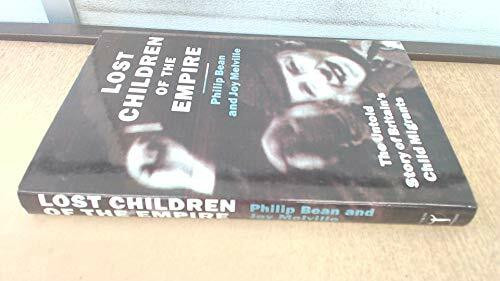 LOST
CHILDREN
OF THE
EMPIRE
Philip Bean
and Joy Melville
The Untold
Story of Britain's
Child Migrants
LOST CHILDREN
OF THE EMPIRE
Philip Bean and
Joy Melville